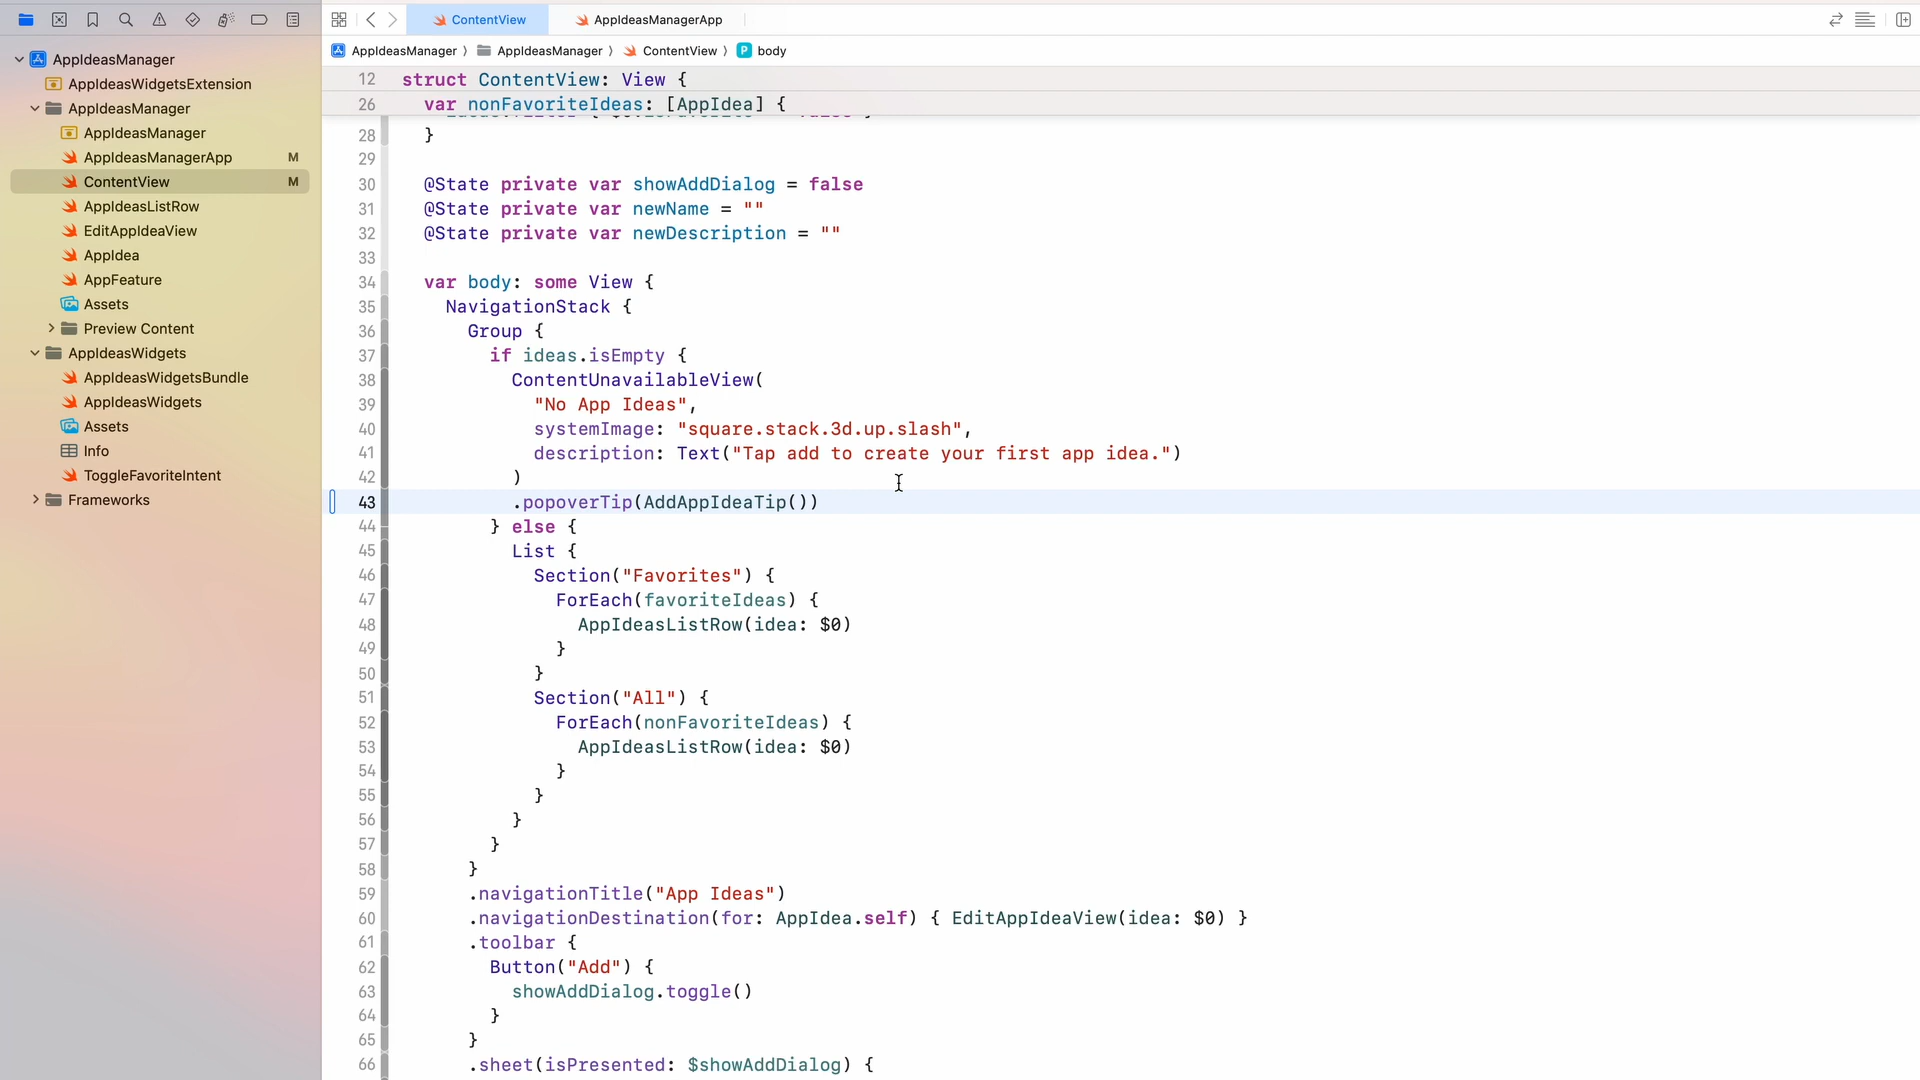 ContentView
AppIdeasManagerApp
AppIdeasManager
AppIdeasManager
ContentView
P
body
AppIdeasManager
AppIdeasWidgetsExtension
AppIdeasManager
AppIdeasManager
AppIdeasManagerApp M
ContentView M
AppIdeasListRow
EditAppIdeaView
AppIdea
AppFeature
Assets
Preview Content
AppIdeasWidgets
AppIdeasWidgetsBundle
AppIdeasWidgets
Assets
Info
ToggleFavoriteIntent
Frameworks
12 struct ContentView: View {
26 var nonFavoriteIdeas: [AppIdea] {
28 }
29
30 @State private var showAddDialog = false
31 @State private var newName = ""
32 @State private var newDescription = ""
33
34 var body: some View {
35 NavigationStack {
36 Group {
37 if ideas.isEmpty {
38 ContentUnavailableView(
39 "No App Ideas",
40 systemImage: "square.stack.3d.up.slash",
41 description: Text("Tap add to create your first app idea.")
42 )
43 .popoverTip(AddAppIdeaTip())
44 } else {
45 List {
46 Section("Favorites") {
47 ForEach(favoriteIdeas) {
48 AppIdeasListRow(idea: $0)
49 }
50 }
51 Section("All") {
52 ForEach(nonFavoriteIdeas) {
53 AppIdeasListRow(idea: $0)
54 }
55 }
56 }
57 }
58 }
59 .navigationTitle("App Ideas")
60 .navigationDestination(for: AppIdea.self) { EditAppIdeaView(idea: $0) }
61 .toolbar {
62 Button("Add") {
63 showAddDialog.toggle()
64 }
65 }
66 .sheet(isPresented: $showAddDialog) {